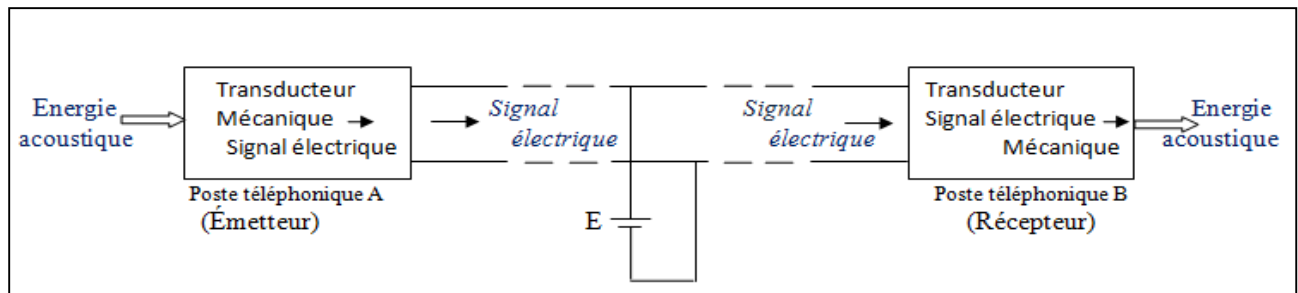 Energie
acoustique
Transducteur
Mécanique
Signal électrique
Poste téléphonique A
(Émetteur)
Signal
électrique
E
Signal
électrique
Transducteur
Signal électrique
Mécanique
Poste téléphonique B
(Récepteur)
Energie
acoustique